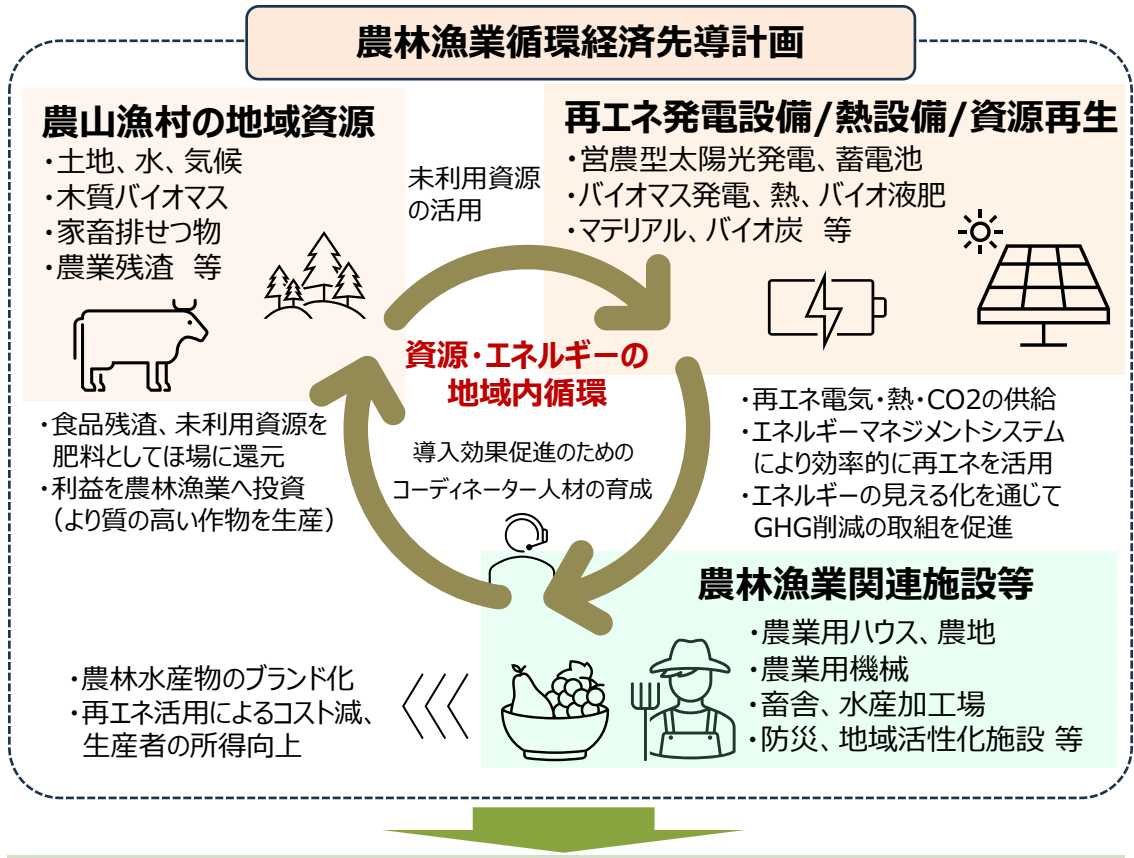 農林漁業循環経済先導計画
農山漁村の地域資源
・土地、水、気候
・木質バイオマス
・家畜排せつ物
・農業残渣 等
未利用資源
の活用
再エネ発電設備/熱設備/資源再生
・営農型太陽光発電、蓄電池
・バイオマス発電、熱、バイオ液肥
・マテリアル、バイオ炭 等
資源・エネルギーの
地域内循環
導入効果促進のための
コーディネーター人材の育成
・食品残渣、未利用資源を
肥料としてほ場に還元
・利益を農林漁業へ投資
（より質の高い作物を生産）
・再エネ電気・熱・CO2の供給
・エネルギーマネジメントシステム
により効率的に再エネを活用
・エネルギーの見える化を通じて
GHG削減の取組を促進
農林漁業関連施設等
・農業用ハウス、農地
・農業用機械
・畜舎、水産加工場
・防災、地域活性化施設 等
・農林水産物のブランド化
・再エネ活用によるコスト減、
生産者の所得向上